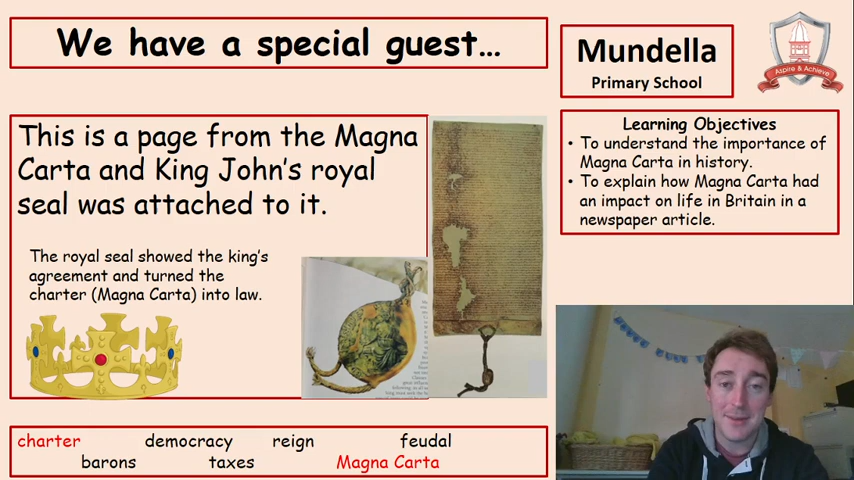 We have a special guest…
Mundella
Primary School
Aspire & Achieve
This is a page from the Magna
Carta and King John's royal
seal was attached to it.
The royal seal showed the king's
agreement and turned the
charter (Magna Carta) into law.
Learning Objectives
• To understand the importance of
Magna Carta in history.
• To explain how Magna Carta had
an impact on life in Britain in a
newspaper article.
charter democracy reign feudal
barons taxes Magna Carta